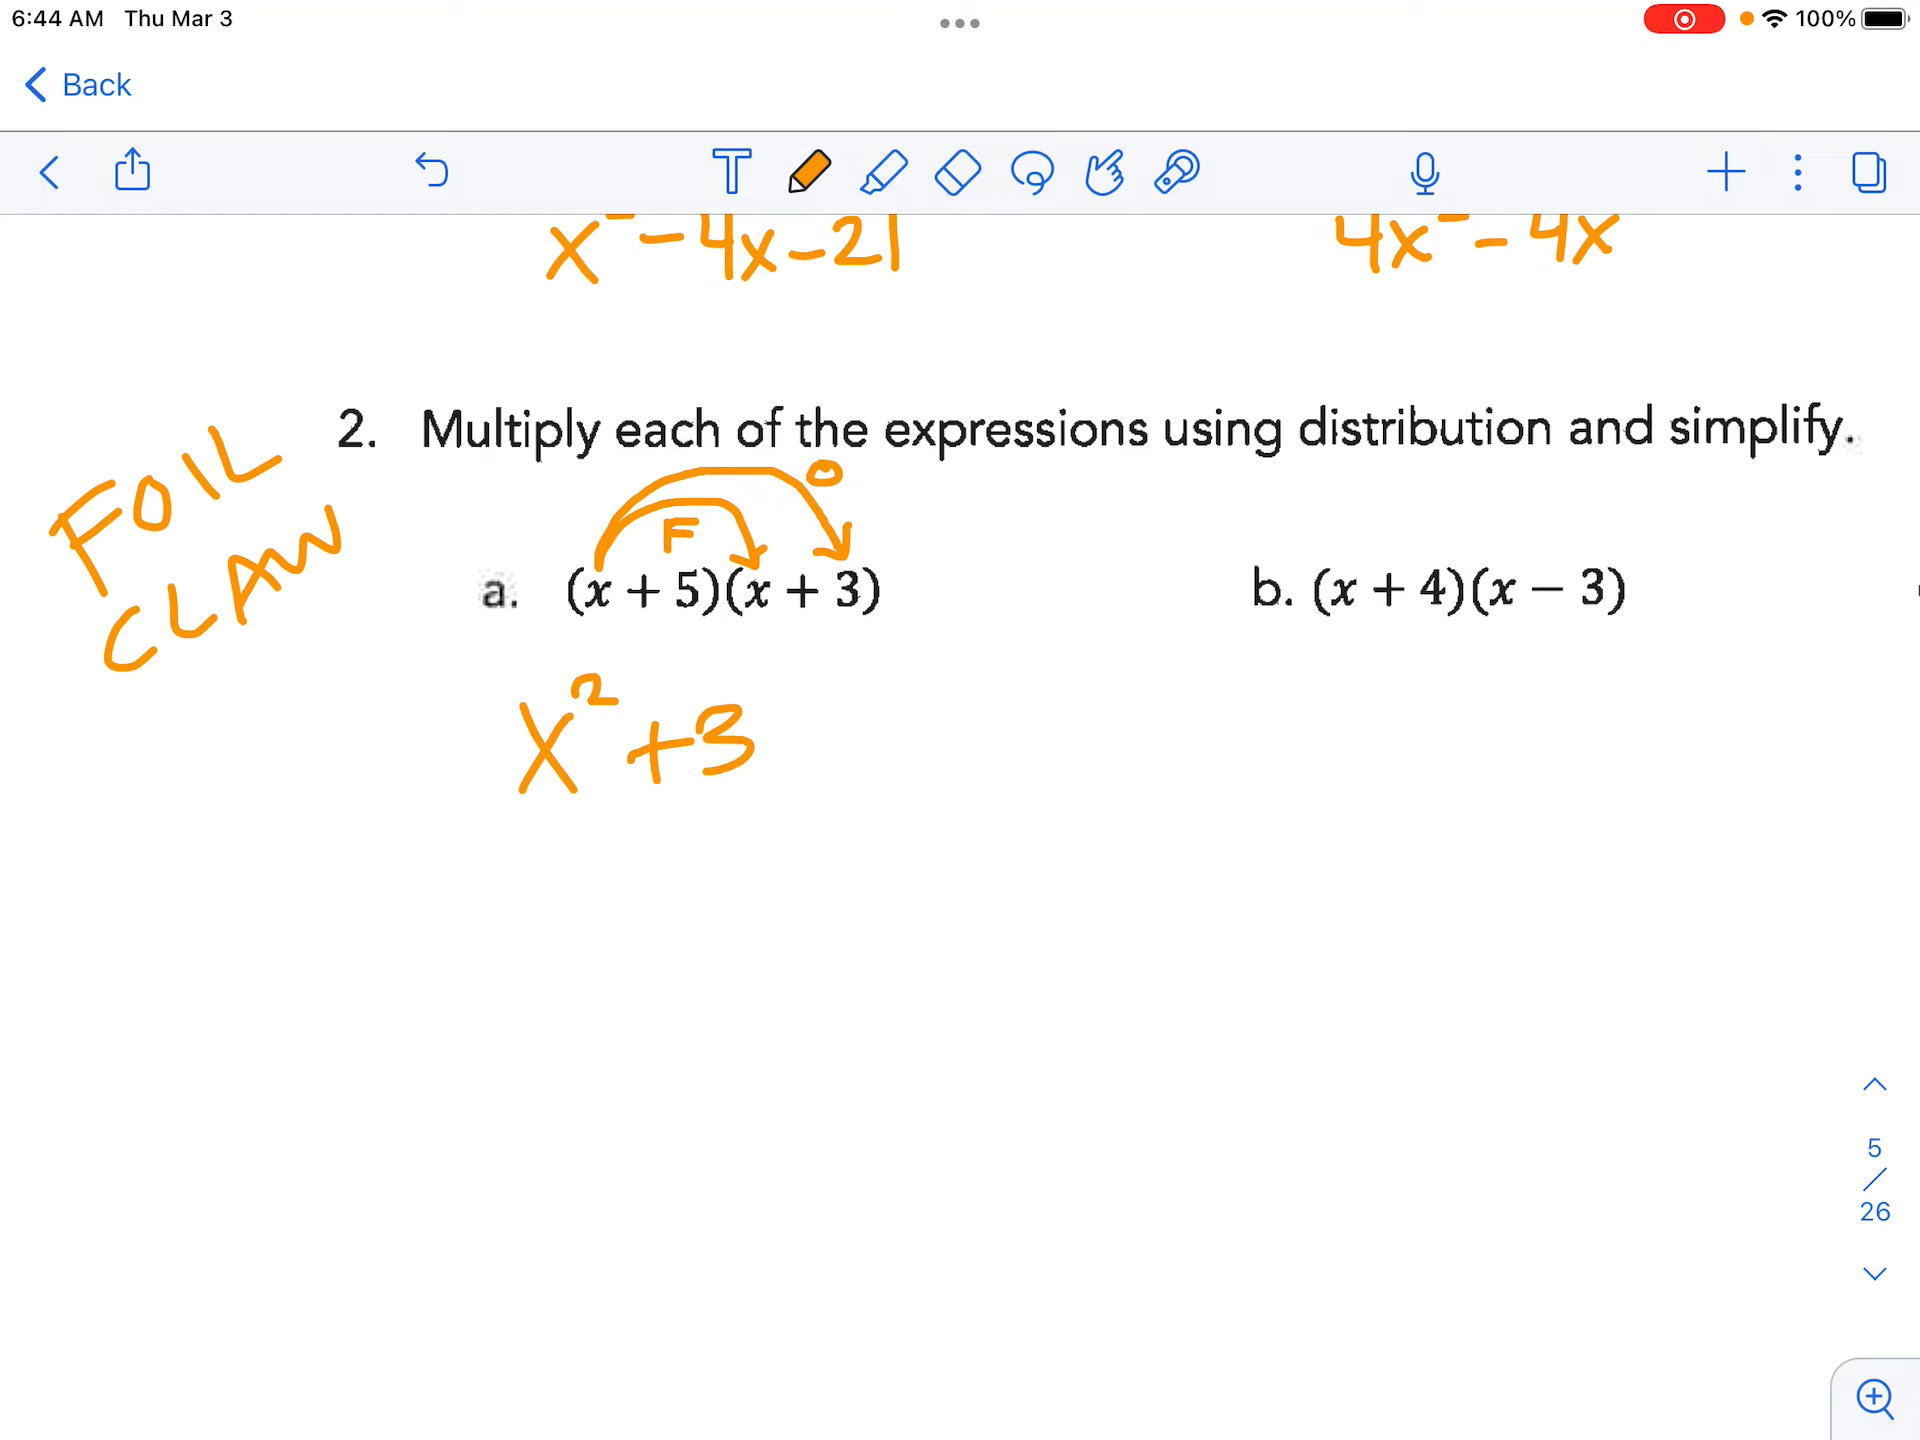 6:44 AM Thu Mar 3
100%
Back
x² - 4x - 21
4x² - 4x
FOIL
CLAW
2. Multiply each of the expressions using distribution and simplify.
F
O
a. (x + 5)(x + 3)
b. (x + 4)(x − 3)
x² + 3
5
/
26